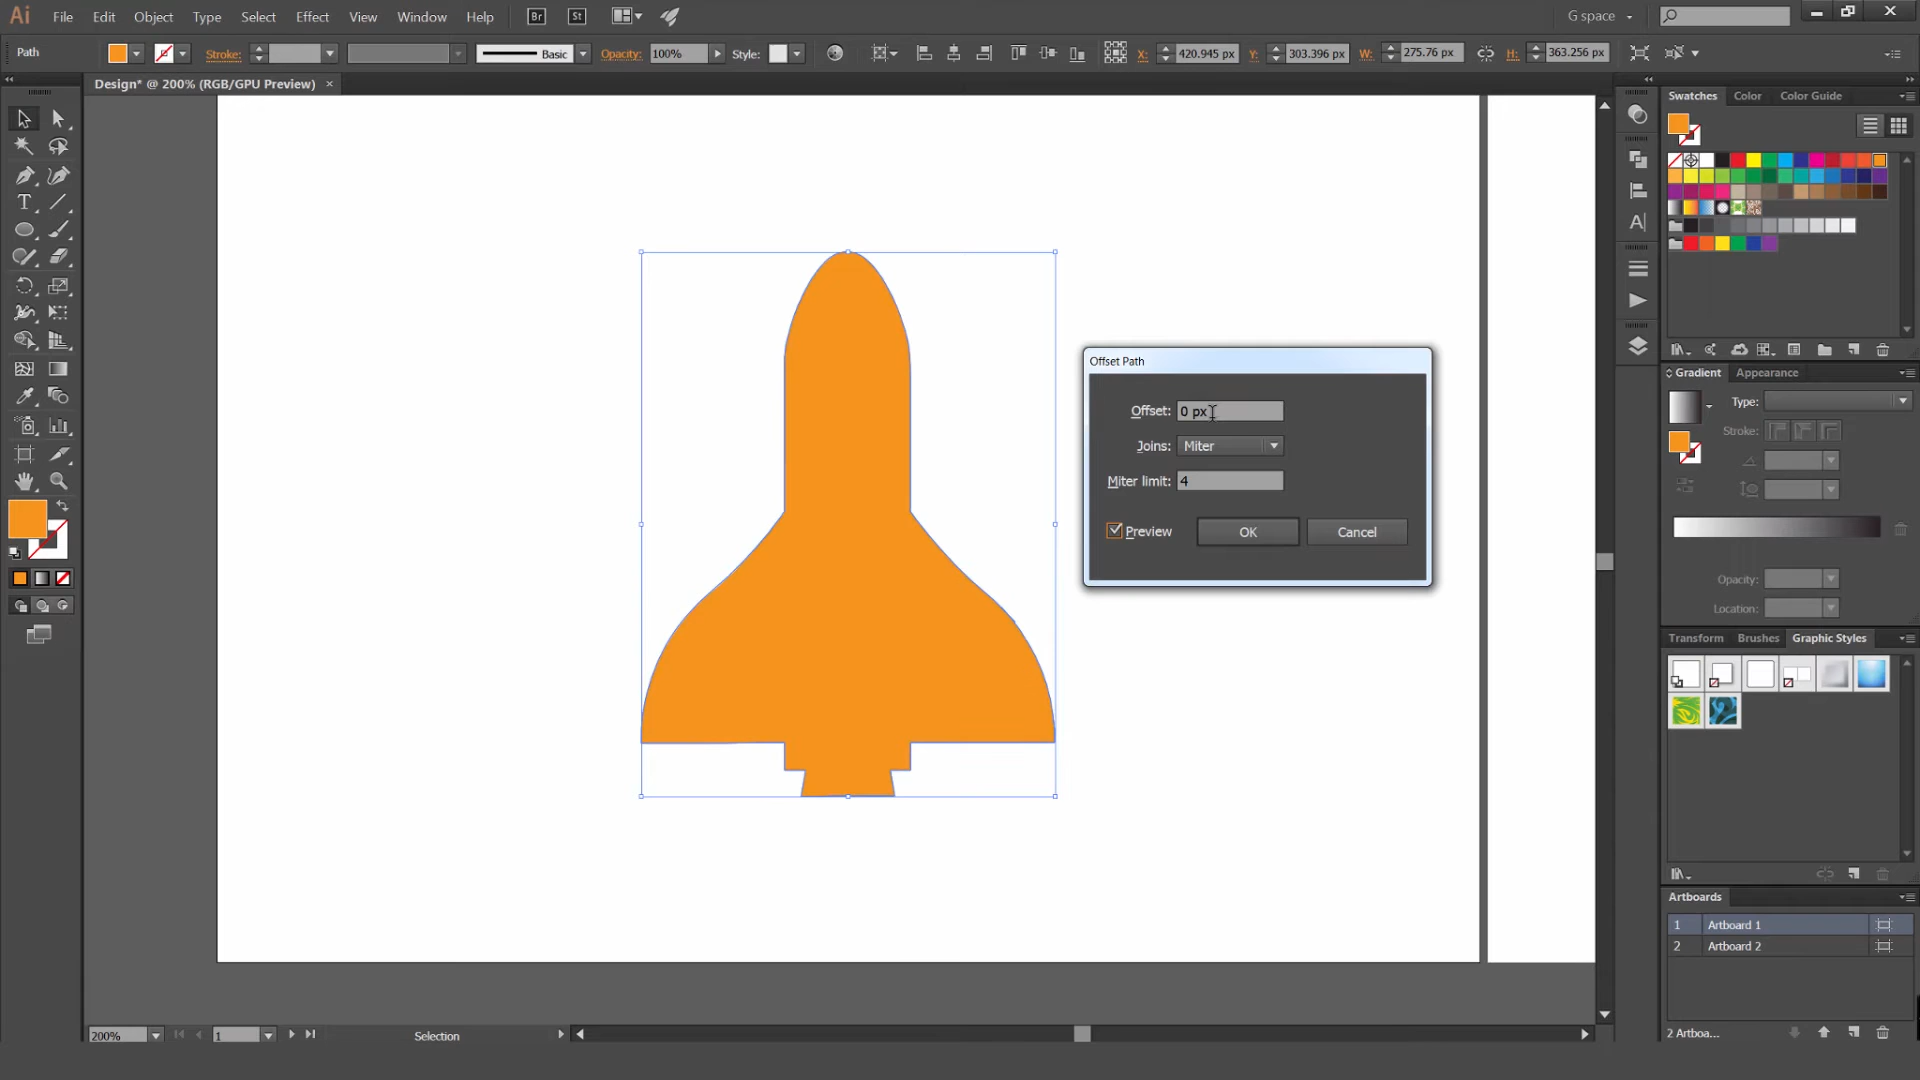 Ai File Edit Object Type Select Effect View Window Help Br St G space
Path Stroke: Basic Opacity: 100% Style: X: 420.945 px Y: 303.396 px W: 275.76 px H: 363.256 px
Design* @ 200% (RGB/GPU Preview) ×
Swatches Color Color Guide
Offset Path
Offset: 0 px
Joins: Miter
Miter limit: 4
Preview OK Cancel
Gradient Appearance
Type:
Stroke:
Opacity:
Location:
Transform Brushes Graphic Styles
Artboards
1 Artboard 1
2 Artboard 2
2 Artboa...
200% 1 Selection